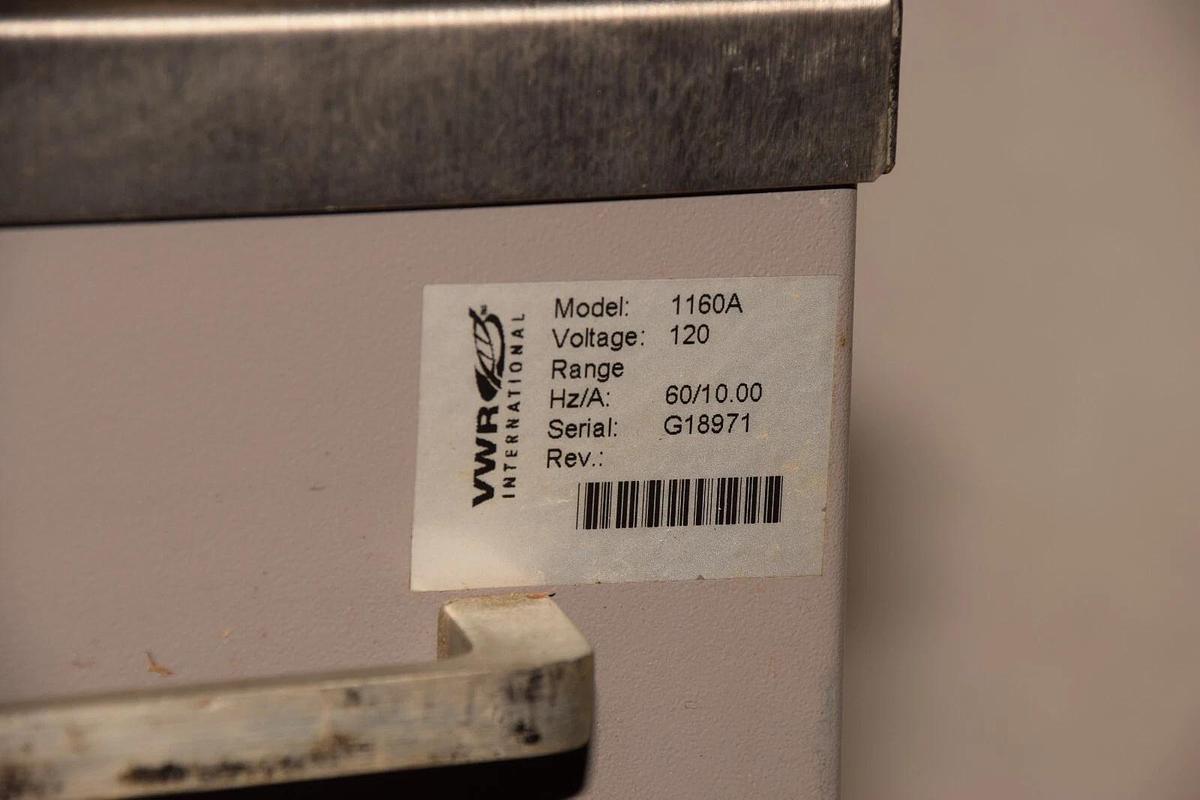 VWR
INTERNATIONAL
Model: 1160A
Voltage: 120
Range
Hz/A: 60/10.00
Serial: G18971
Rev.: